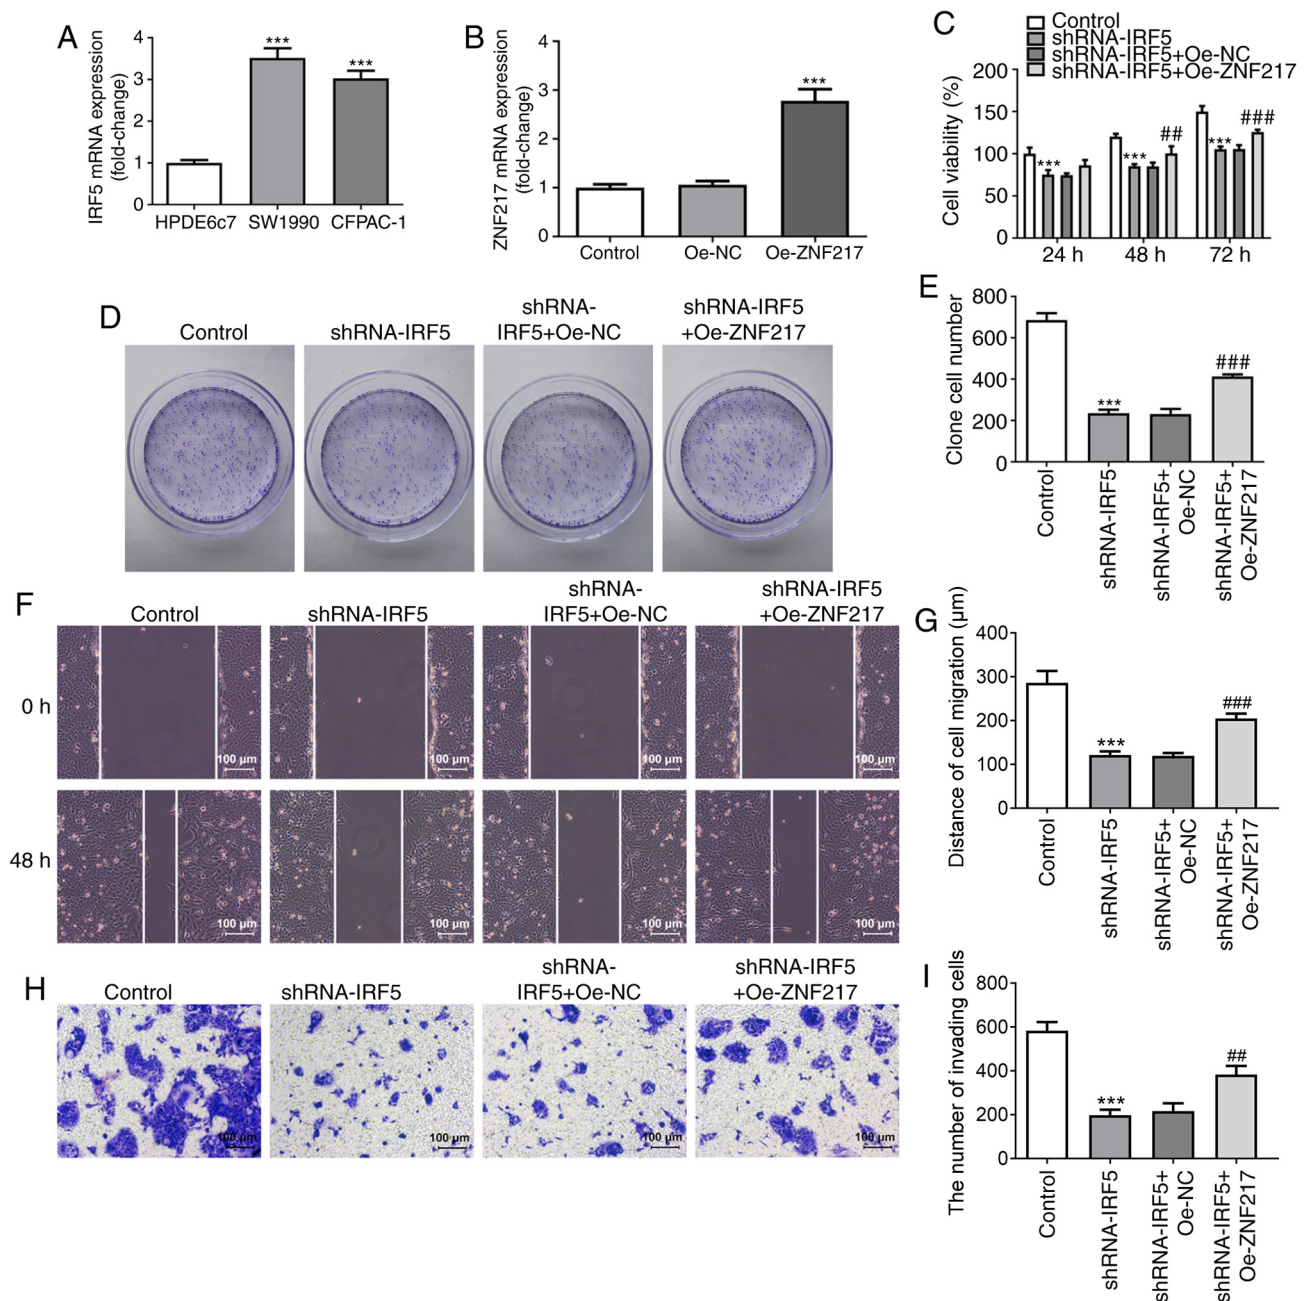 A
IRF5 mRNA expression
(fold-change)
4
3
2
1
0
***
***
HPDE6c7
SW1990
CFPAC-1
B
ZNF217 mRNA expression
(fold-change)
4
3
2
1
0
***
Control
Oe-NC
Oe-ZNF217
C
Control
shRNA-IRF5
shRNA-IRF5+Oe-NC
shRNA-IRF5+Oe-ZNF217
Cell viability (%)
200
150
100
50
0
***
***
##
***
###
24 h
48 h
72 h
D
Control
shRNA-IRF5
shRNA-
IRF5+Oe-NC
shRNA-IRF5
+Oe-ZNF217
E
Clone cell number
800
600
400
200
0
***
###
Control
shRNA-IRF5
shRNA-IRF5+
Oe-NC
shRNA-IRF5+
Oe-ZNF217
F
Control
shRNA-IRF5
shRNA-
IRF5+Oe-NC
shRNA-IRF5
+Oe-ZNF217
0 h
100 µm
100 µm
100 µm
100 µm
48 h
100 µm
100 µm
100 µm
100 µm
G
Distance of cell migration (µm)
400
300
200
100
0
***
###
Control
shRNA-IRF5
shRNA-IRF5+
Oe-NC
shRNA-IRF5+
Oe-ZNF217
H
Control
shRNA-IRF5
shRNA-
IRF5+Oe-NC
shRNA-IRF5
+Oe-ZNF217
100 µm
100 µm
100 µm
100 µm
I
The number of invading cells
800
600
400
200
0
***
##
Control
shRNA-IRF5
shRNA-IRF5+
Oe-NC
shRNA-IRF5+
Oe-ZNF217